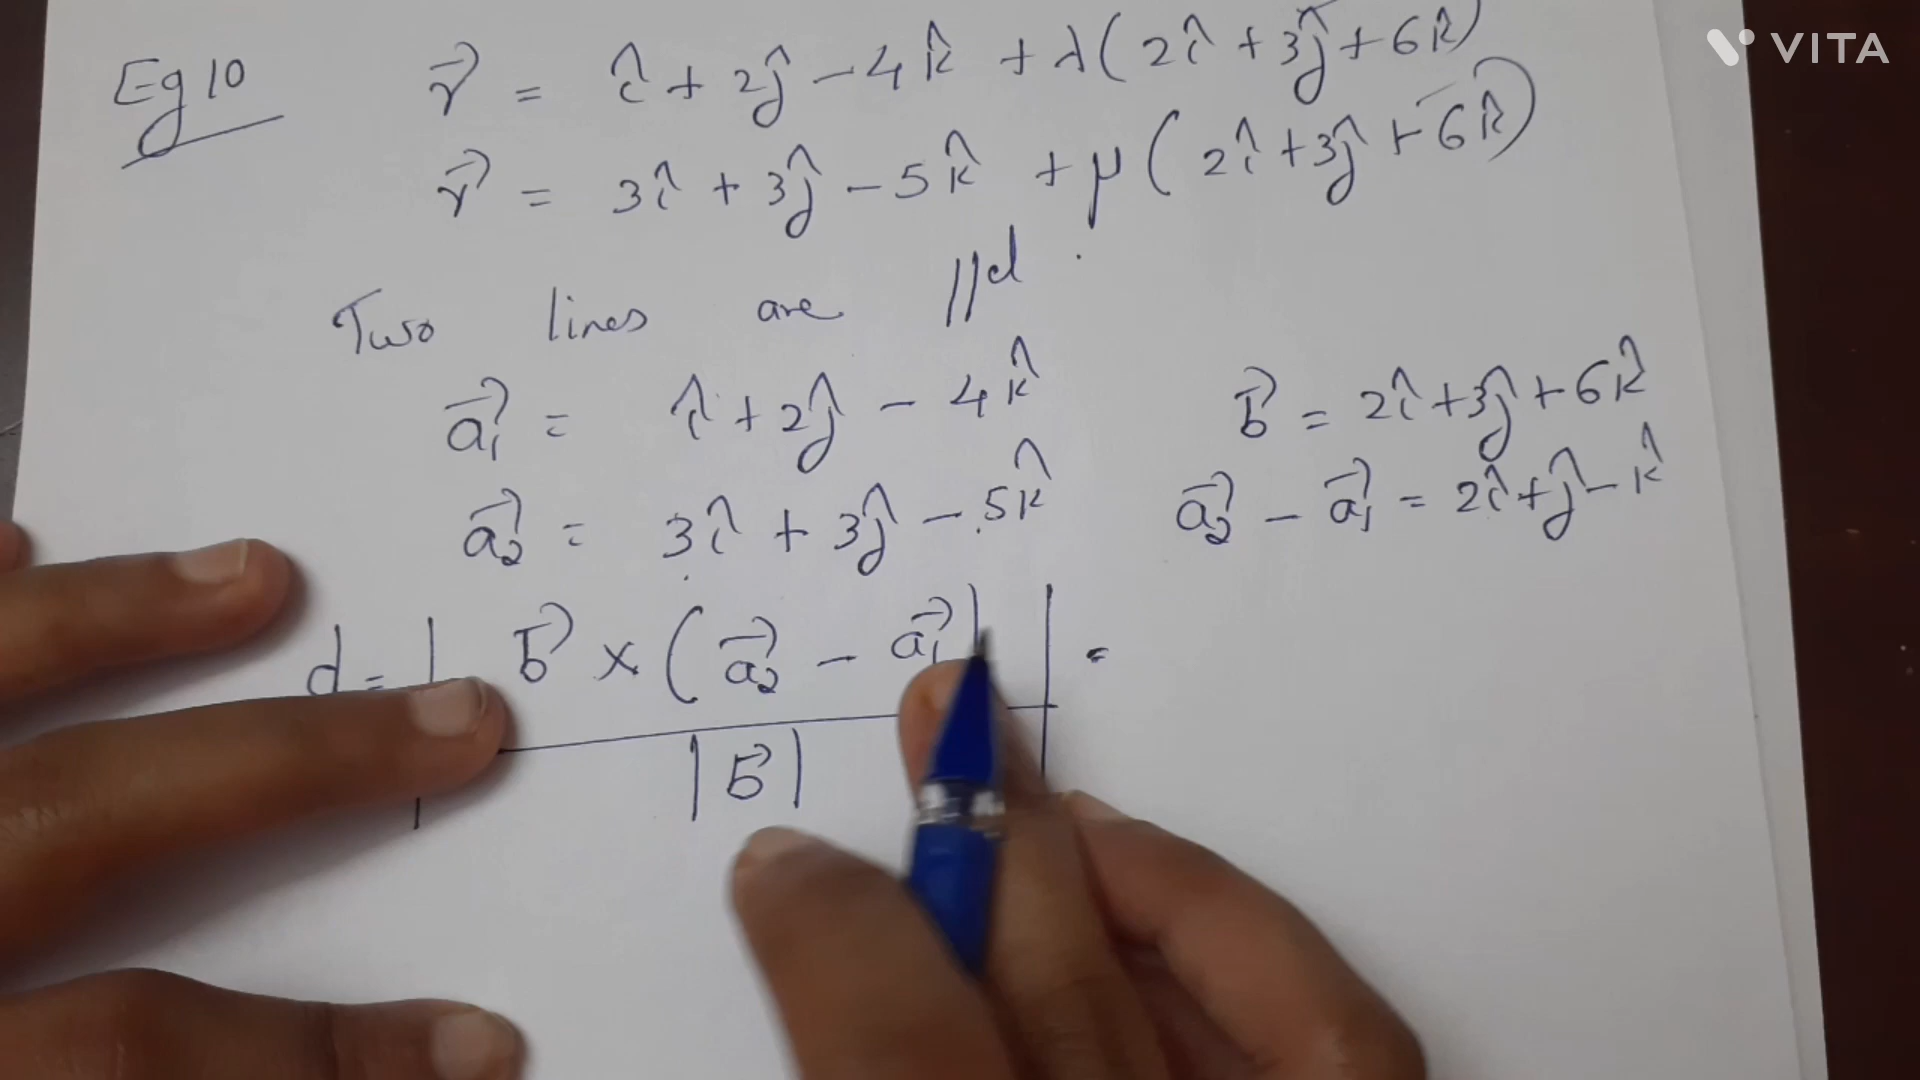 VITA
Eg 10 r⃗ = î + 2ĵ - 4k̂ + λ(2î + 3ĵ + 6k̂)
r⃗ = 3î + 3ĵ - 5k̂ + μ(2î + 3ĵ + 6k̂)
Two lines are ||el.
a⃗₁ = î + 2ĵ - 4k̂ b⃗ = 2î + 3ĵ + 6k̂
a⃗₂ = 3î + 3ĵ - 5k̂ a⃗₂ - a⃗₁ = 2î + ĵ - k̂
d = | b⃗ × (a⃗₂ - a⃗₁) | =
|b⃗|